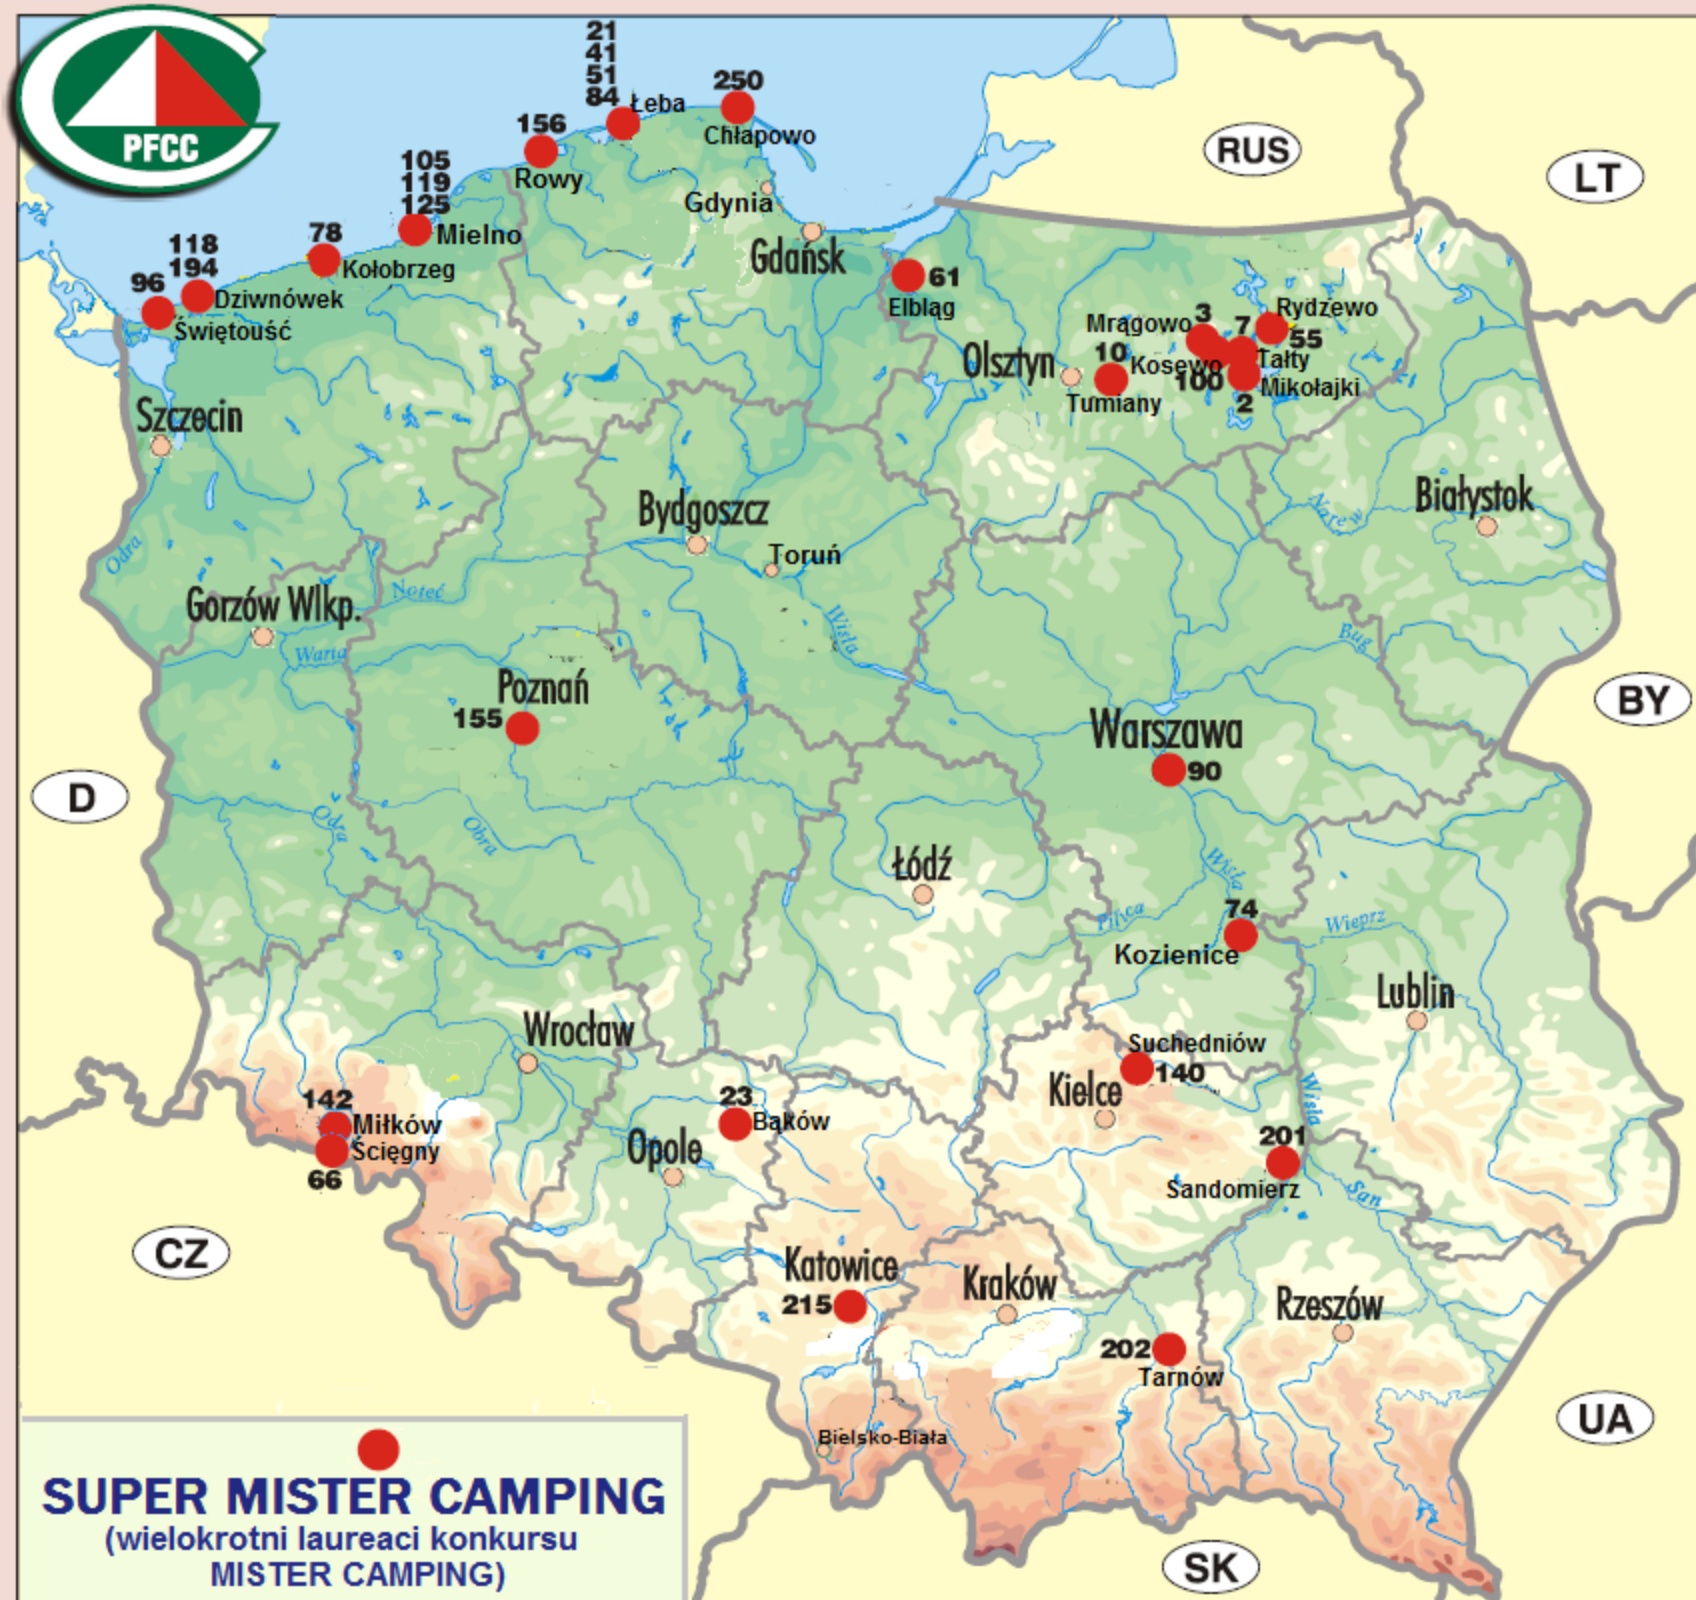 PFCC
21
41
51
84
Łeba
250
Chłapowo
156
Rowy
105
119
125
Mielno
Gdynia
Gdańsk
RUS
LT
118
194
Dziwnówek
78
Kołobrzeg
96
Świętouść
61
Elbląg
Rydzewo
55
Mrągowo
3
7
Tałty
Olsztyn
10
Kosewo
100
Mikołajki
2
Tumiany
Szczecin
Odra
Bydgoszcz
Toruń
Narew
Białystok
Gorzów Wlkp.
Noteć
Warta
Wisła
Bug
Poznań
155
Warszawa
90
BY
D
Odra
Obra
Łódź
Wisła
Pilica
74
Kozienice
Wieprz
Lublin
Wrocław
Suchedniów
140
Kielce
Wisła
142
Miłków
Ścięgny
66
23
Bąków
Opole
201
Sandomierz
San
CZ
Katowice
215
Kraków
Rzeszów
202
Tarnów
UA
Bielsko-Biała
SK
SUPER MISTER CAMPING
(wielokrotni laureaci konkursu
MISTER CAMPING)